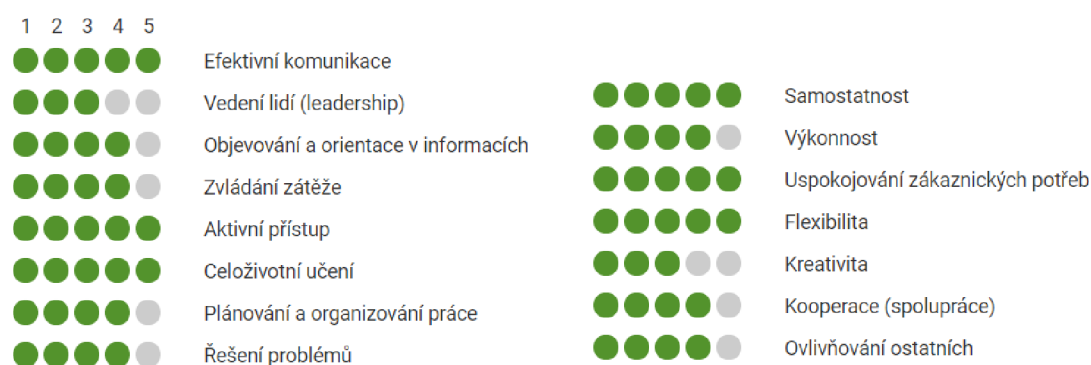 1 2 3 4 5
Efektivní komunikace
Vedení lidí (leadership)
Objevování a orientace v informacích
Zvládání zátěže
Aktivní přístup
Celoživotní učení
Plánování a organizování práce
Řešení problémů
Samostatnost
Výkonnost
Uspokojování zákaznických potřeb
Flexibilita
Kreativita
Kooperace (spolupráce)
Ovlivňování ostatních